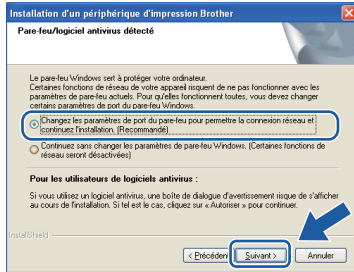 Installation d'un périphérique d'impression Brother
Pare-feu/logiciel antivirus détecté
Le pare-feu Windows sert à protéger votre ordinateur.
Certaines fonctions de réseau de votre appareil risquent de ne pas fonctionner avec les
paramètres de pare-feu actuels. Pour qu'elles fonctionnent toutes, vous devez changer
certains paramètres de port du pare-feu Windows.
Changez les paramètres de port du pare-feu pour permettre la connexion réseau et
continuez l'installation. (Recommandé)
Continuez sans changer les paramètres de pare-feu Windows. (Certaines fonctions de
réseau seront désactivées)
Pour les utilisateurs de logiciels antivirus :
Si vous utilisez un logiciel antivirus, une boîte de dialogue d'avertissement risque de s'afficher
au cours de l'installation. Si tel est le cas, cliquez sur « Autoriser » pour continuer.
InstallShield
< Précédent Suivant > Annuler